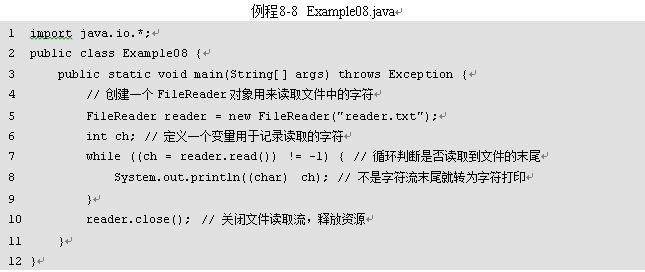 例程8-8 Example08.java
1 import java.io.*;
2 public class Example08 {
3 public static void main(String[] args) throws Exception {
4 // 创建一个 FileReader 对象用来读取文件中的字符
5 FileReader reader = new FileReader("reader.txt");
6 int ch; // 定义一个变量用于记录读取的字符
7 while ((ch = reader.read()) != -1) { // 循环判断是否读取到文件的末尾
8 System.out.println((char) ch); // 不是字符流末尾就转为字符打印
9 }
10 reader.close(); // 关闭文件读取流，释放资源
11 }
12 }